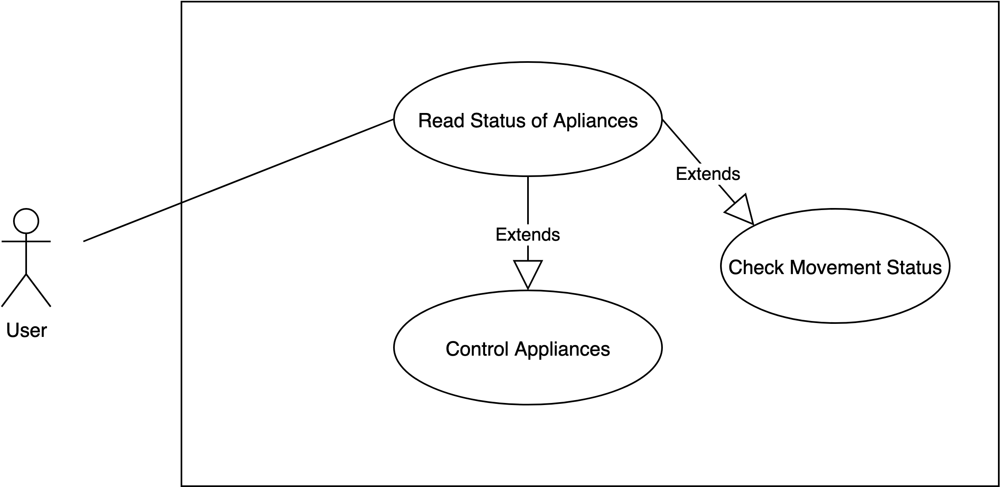 Read Status of Apliances
Extends
Extends
Check Movement Status
User
Control Appliances